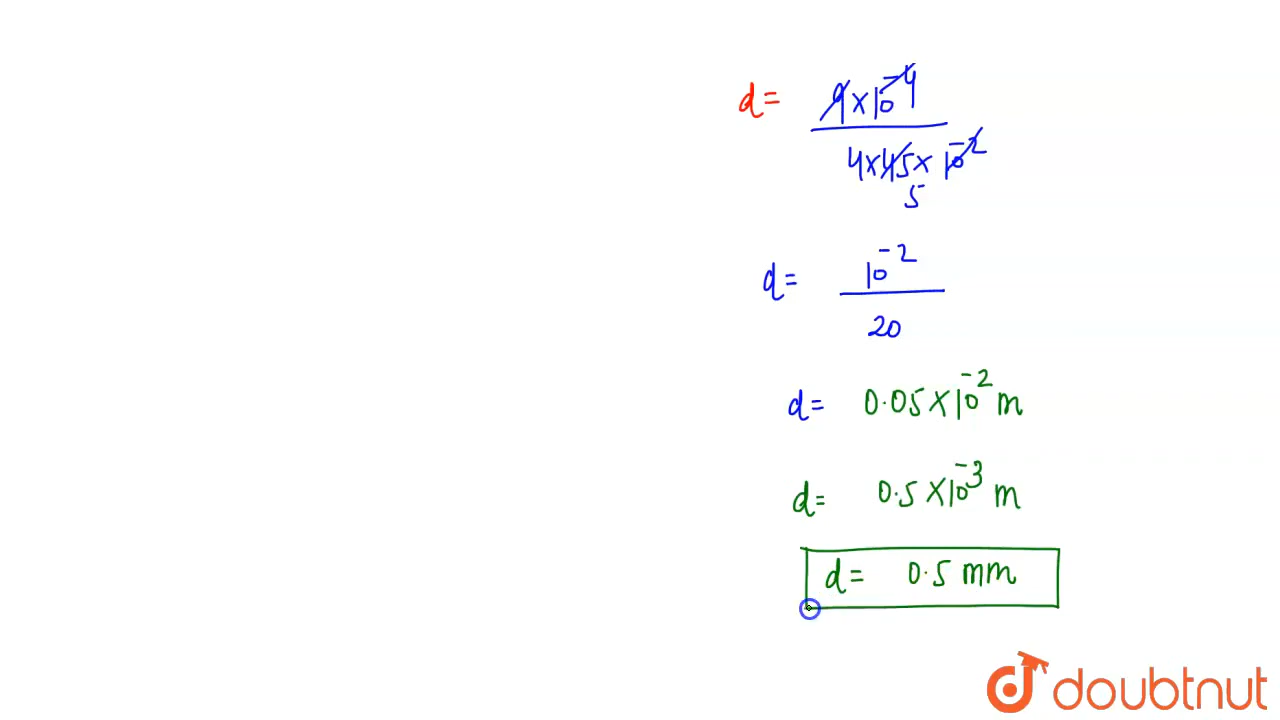 d = 9×10^-4
4×45×10^-2
5
d = 10^-2
20
d = 0.05×10^-2 m
d = 0.5×10^-3 m
d = 0.5 mm
doubtnut